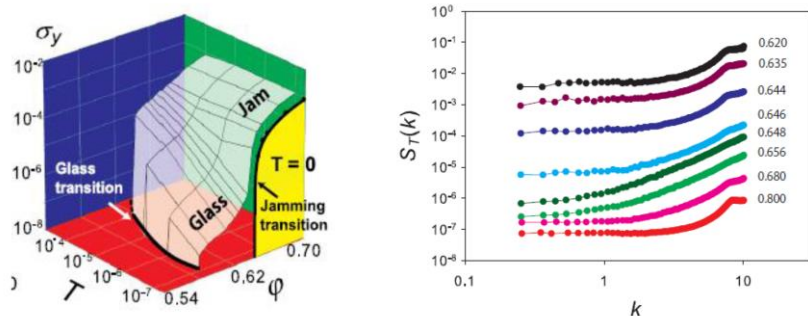 σy
10-2
10-4
10-6
10-8
Jam
Glass
transition
T = 0
Glass
Jamming
transition
10-4
10-5
10-6
10-7
T
0.54
0.62
0.70
φ
)
100
10-1
10-2
10-3
10-4
10-5
10-6
10-7
10-8
ST(k)
0.620
0.635
0.644
0.646
0.648
0.656
0.680
0.800
0.1
1
10
k